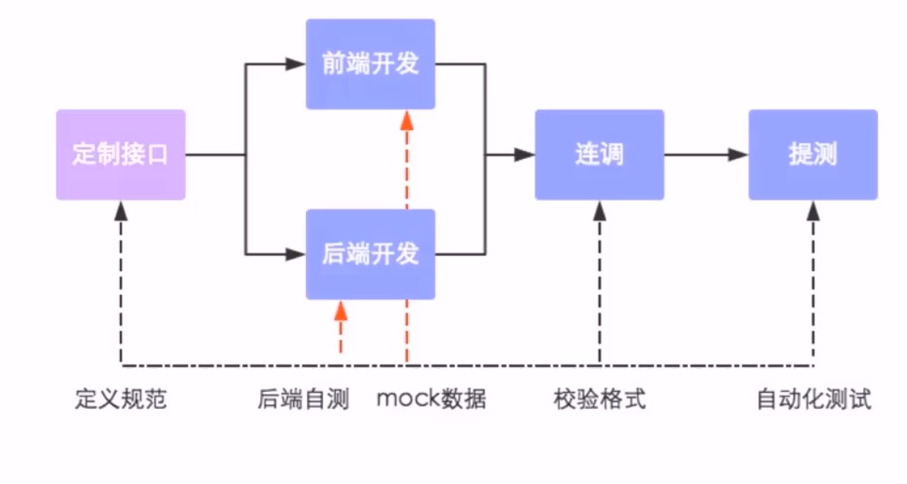 前端开发
定制接口
连调
提测
后端开发
定义规范
后端自测
mock数据
校验格式
自动化测试